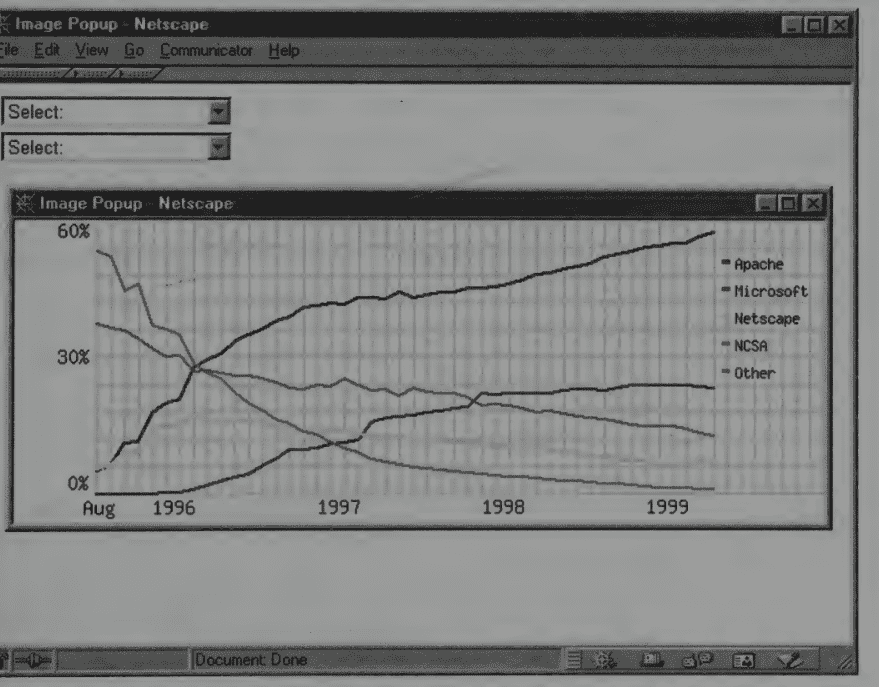 Image Popup - Netscape
File Edit View Go Communicator Help
Select:
Select:
Image Popup - Netscape
60%
30%
0%
Aug 1996 1997 1998 1999
Apache
Microsoft
Netscape
NCSA
Other
Document: Done